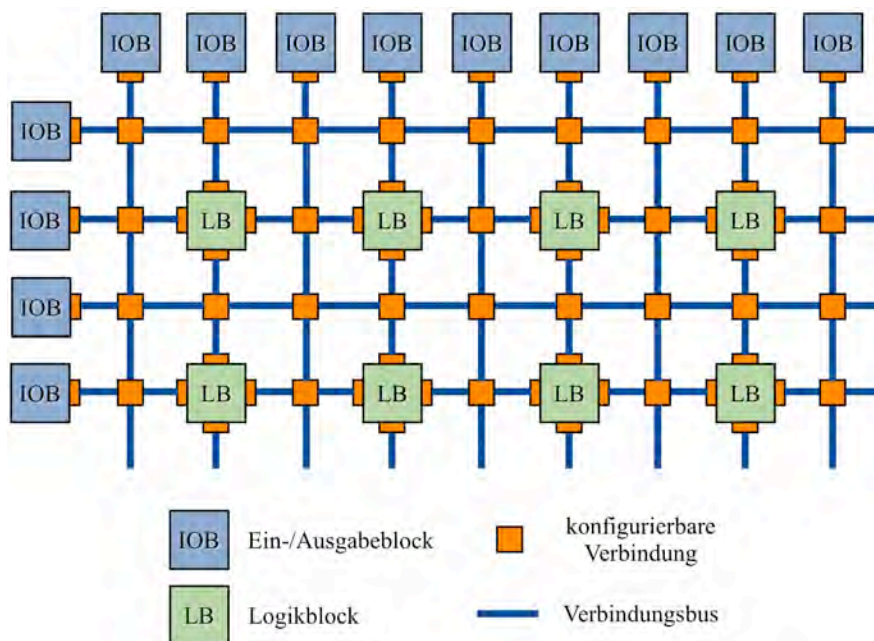 IOB IOB IOB IOB IOB IOB IOB IOB IOB
IOB
IOB LB LB LB LB
IOB
IOB LB LB LB LB
IOB Ein-/Ausgabeblock
konfigurierbare
Verbindung
LB Logikblock
Verbindungsbus